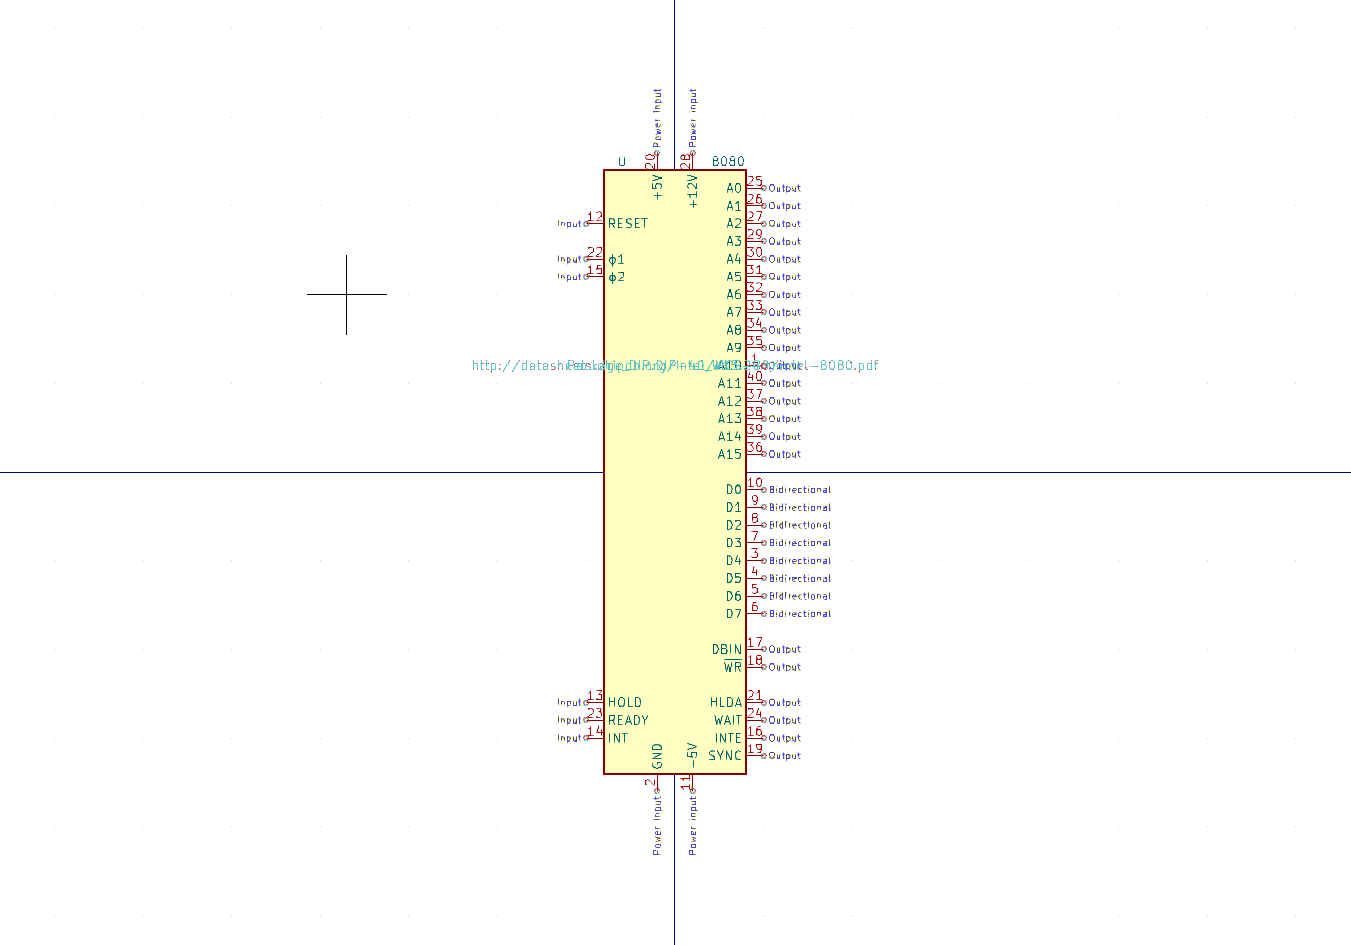 Power Input
Power input
20
28
U
8080
+5V
+12V
A0 25 Output
A1 26 Output
Input 12 RESET
A2 27 Output
A3 29 Output
Input 22 ϕ1
A4 30 Output
Input 15 ϕ2
A5 31 Output
A6 32 Output
A7 33 Output
A8 34 Output
A9 35 Output
A10 1 Output
A11 40 Output
A12 37 Output
A13 38 Output
A14 39 Output
A15 36 Output
D0 10 Bidirectional
D1 9 Bidirectional
D2 8 Bidirectional
D3 7 Bidirectional
D4 3 Bidirectional
D5 4 Bidirectional
D6 5 Bidirectional
D7 6 Bidirectional
DBIN 17 Output
WR 18 Output
Input 13 HOLD
HLDA 21 Output
Input 23 READY
WAIT 24 Output
Input 14 INT
INTE 16 Output
SYNC 19 Output
GND
-5V
2
11
Power Input
Power input